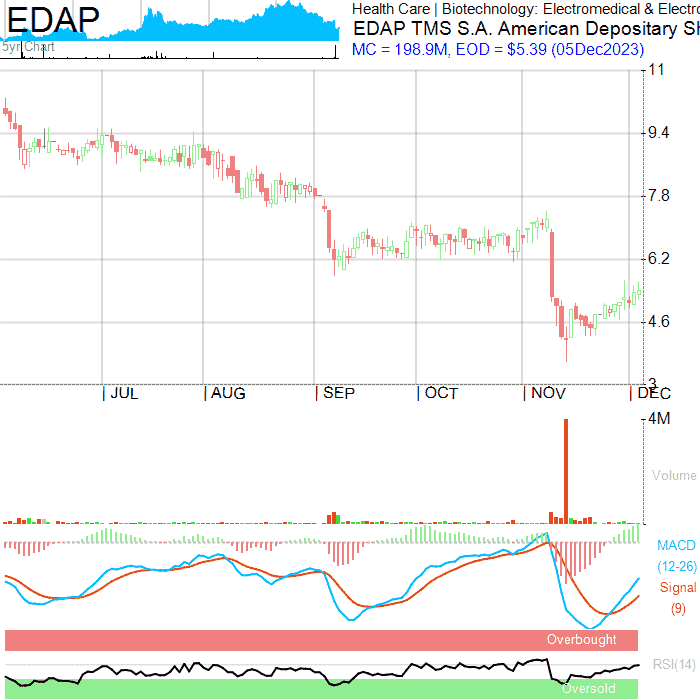 EDAP
5yr Chart
Health Care | Biotechnology: Electromedical & Electro
EDAP TMS S.A. American Depositary Sh
MC = 198.9M, EOD = $5.39 (05Dec2023)
11
9.4
7.8
6.2
4.6
3
| JUL | AUG | SEP | OCT | NOV | DEC
4M
Volume
MACD
(12-26)
Signal
(9)
Overbought
RSI(14)
Oversold